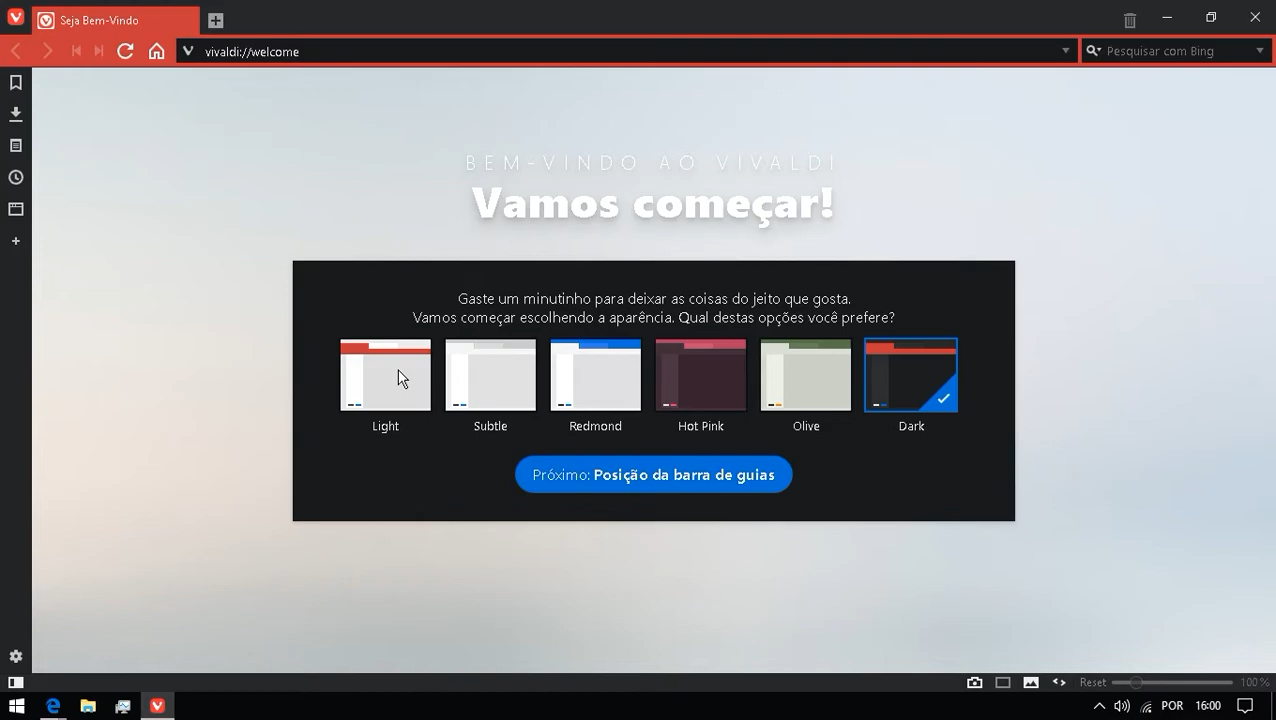 Seja Bem-Vindo
vivaldi://welcome
Pesquisar com Bing
BEM-VINDO AO VIVALDI
Vamos começar!
Gaste um minutinho para deixar as coisas do jeito que gosta.
Vamos começar escolhendo a aparência. Qual destas opções você prefere?
Light
Subtle
Redmond
Hot Pink
Olive
Dark
Próximo: Posição da barra de guias
Reset
100 %
POR
16:00